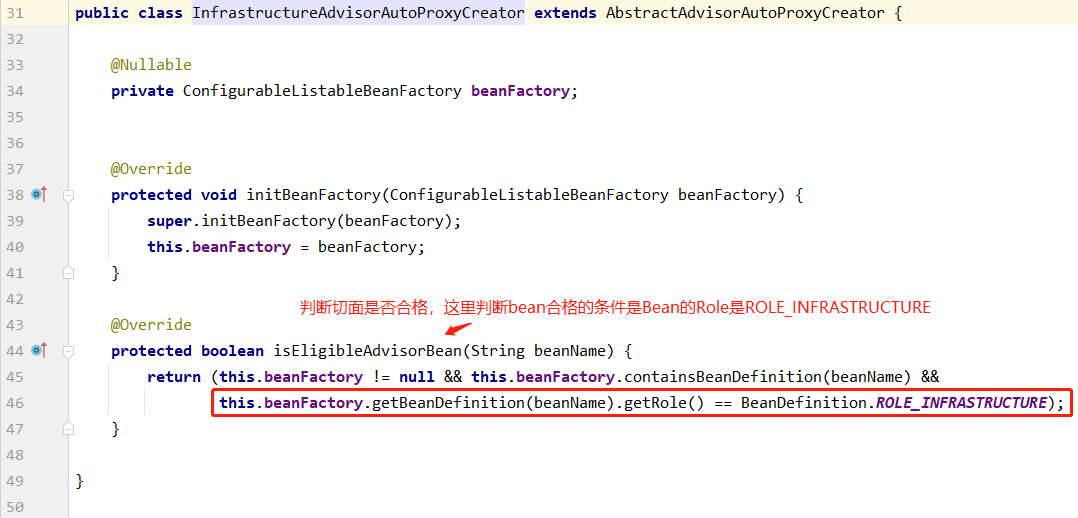 31 public class InfrastructureAdvisorAutoProxyCreator extends AbstractAdvisorAutoProxyCreator {
32
33 @Nullable
34 private ConfigurableListableBeanFactory beanFactory;
35
36
37 @Override
38 protected void initBeanFactory(ConfigurableListableBeanFactory beanFactory) {
39 super.initBeanFactory(beanFactory);
40 this.beanFactory = beanFactory;
41 }
42 判断切面是否合格，这里判断bean合格的条件是Bean的Role是ROLE_INFRASTRUCTURE
43 @Override
44 protected boolean isEligibleAdvisorBean(String beanName) {
45 return (this.beanFactory != null && this.beanFactory.containsBeanDefinition(beanName) &&
46 this.beanFactory.getBeanDefinition(beanName).getRole() == BeanDefinition.ROLE_INFRASTRUCTURE);
47 }
48
49 }
50